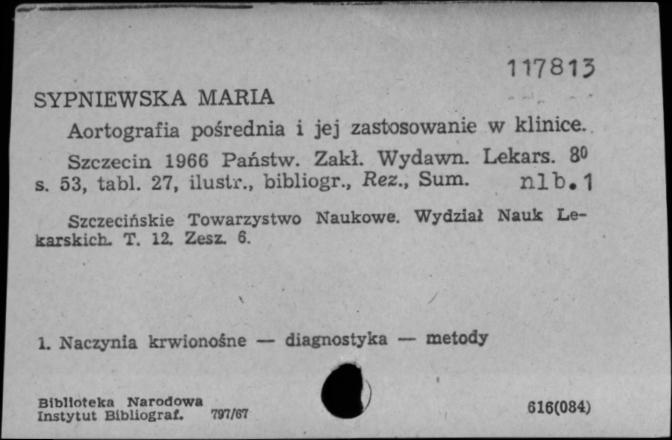 117813
SYPNIEWSKA MARIA
Aortografia pośrednia i jej zastosowanie w klinice.
Szczecin 1966 Państw. Zakł. Wydawn. Lekars. 8⁰
s. 53, tabl. 27, ilustr., bibliogr., Rez., Sum. nlb.1
Szczecińskie Towarzystwo Naukowe. Wydział Nauk Le-
karskich. T. 12. Zesz. 6.
1. Naczynia krwionośne — diagnostyka — metody
Biblioteka Narodowa
Instytut Bibliograf. 797/67
616(084)